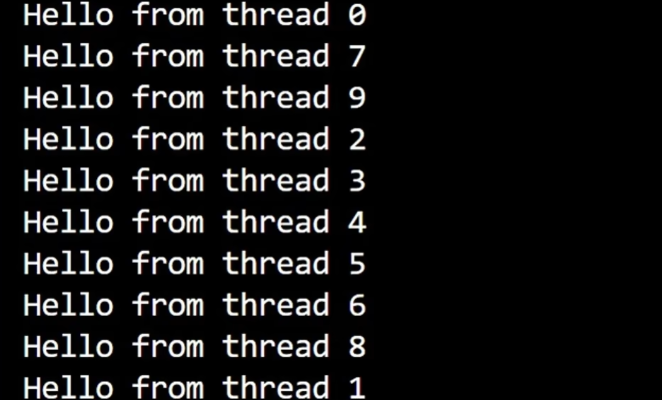 Hello from thread 0
Hello from thread 7
Hello from thread 9
Hello from thread 2
Hello from thread 3
Hello from thread 4
Hello from thread 5
Hello from thread 6
Hello from thread 8
Hello from thread 1